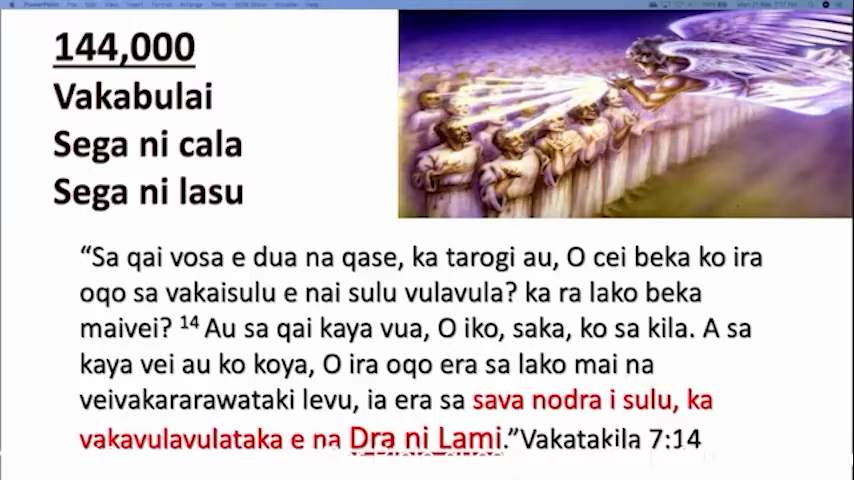 144,000
Vakabulai
Sega ni cala
Sega ni lasu
“Sa qai vosa e dua na qase, ka tarogi au, O cei beka ko ira
oqo sa vakaisulu e nai sulu vulavula? ka ra lako beka
maivei? 14 Au sa qai kaya vua, O iko, saka, ko sa kila. A sa
kaya vei au ko koya, O ira oqo era sa lako mai na
veivakararawataki levu, ia era sa sava nodra i sulu, ka
vakavulavulataka e na Dra ni Lami.”Vakatakila 7:14